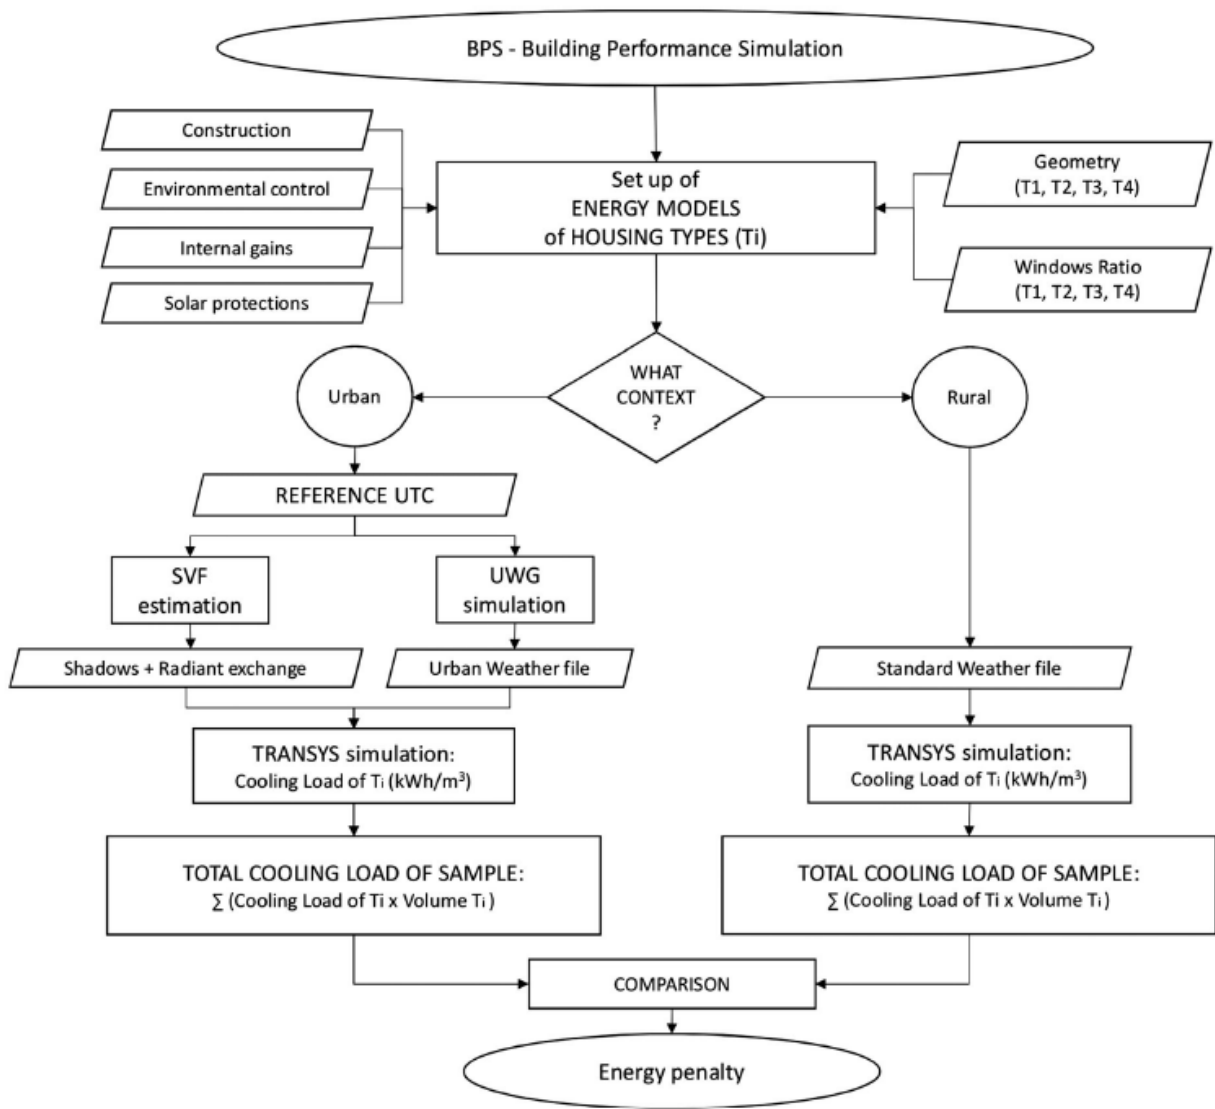 BPS - Building Performance Simulation
Construction
Environmental control
Internal gains
Solar protections
Set up of
ENERGY MODELS
of HOUSING TYPES (Ti)
Geometry
(T1, T2, T3, T4)
Windows Ratio
(T1, T2, T3, T4)
WHAT
CONTEXT
?
Urban
Rural
REFERENCE UTC
SVF
estimation
UWG
simulation
Shadows + Radiant exchange
Urban Weather file
Standard Weather file
TRANSYS simulation:
Cooling Load of Ti (kWh/m³)
TRANSYS simulation:
Cooling Load of Ti (kWh/m³)
TOTAL COOLING LOAD OF SAMPLE:
∑ (Cooling Load of Ti x Volume Ti)
TOTAL COOLING LOAD OF SAMPLE:
∑ (Cooling Load of Ti x Volume Ti)
COMPARISON
Energy penalty